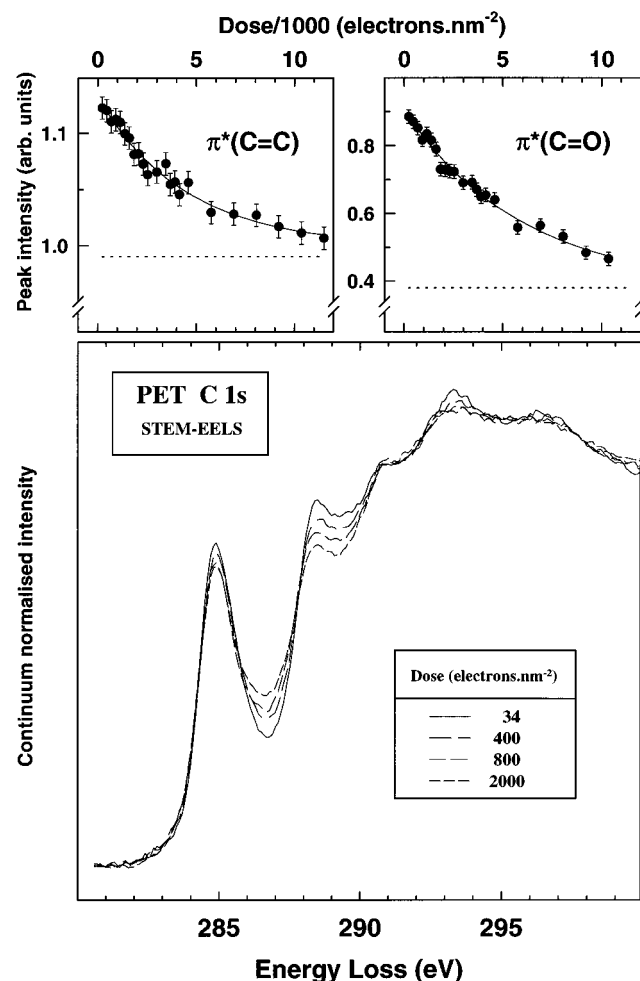 Dose/1000 (electrons.nm⁻²)
0 5 10 0 5 10
Peak intensity (arb. units)
1.1
1.0
π*(C=C)
0.8
0.6
0.4
π*(C=O)
PET C 1s
STEM-EELS
Continuum normalised intensity
Dose (electrons.nm⁻²)
34
400
800
2000
285 290 295
Energy Loss (eV)